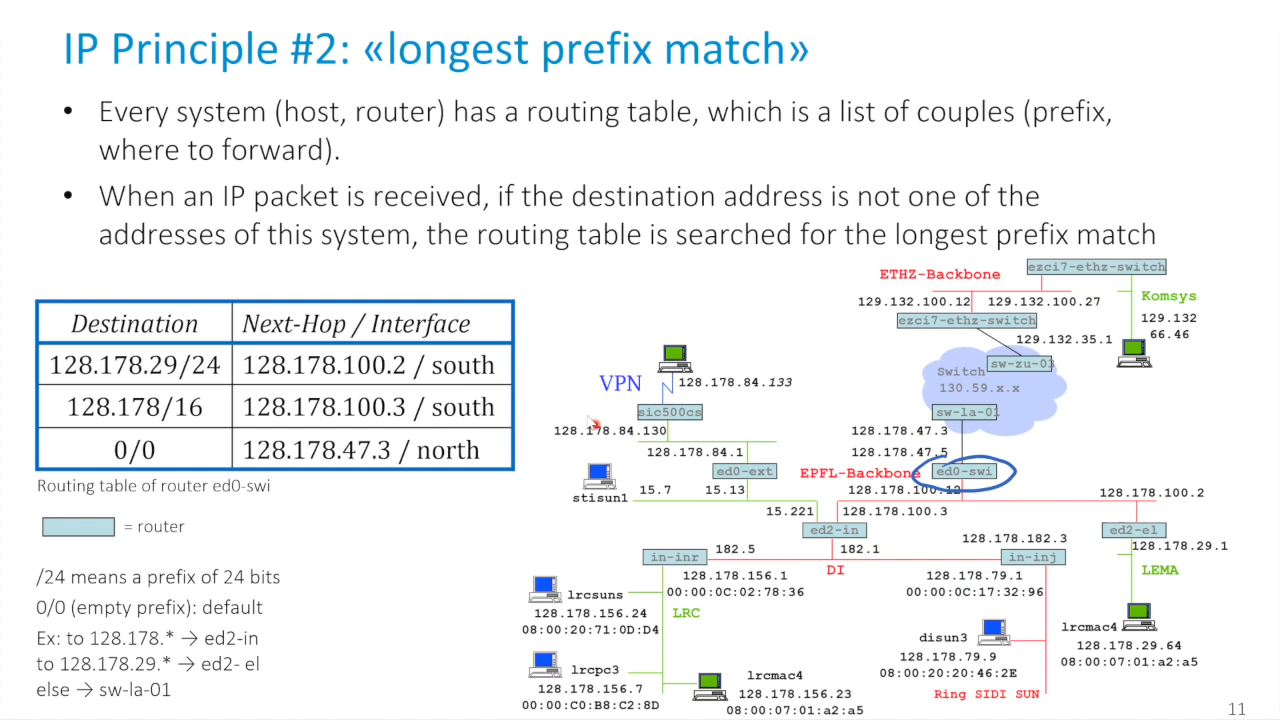 IP Principle #2: «longest prefix match»
• Every system (host, router) has a routing table, which is a list of couples (prefix,
where to forward).
• When an IP packet is received, if the destination address is not one of the
addresses of this system, the routing table is searched for the longest prefix match
Destination Next-Hop / Interface
128.178.29/24 128.178.100.2 / south
128.178/16 128.178.100.3 / south
0/0 128.178.47.3 / north
Routing table of router ed0-swi
= router
/24 means a prefix of 24 bits
0/0 (empty prefix): default
Ex: to 128.178.* → ed2-in
to 128.178.29.* → ed2- el
else → sw-la-01
ezci7-ethz-switch
ETHZ-Backbone
129.132.100.12 129.132.100.27
Komsys
129.132
66.46
ezci7-ethz-switch
129.132.35.1
sw-zu-03
Switch
130.59.x.x
sw-la-01
VPN
128.178.84.133
sic500cs
128.178.84.130
128.178.47.3
128.178.84.1
128.178.47.5
ed0-ext
EPFL-Backbone
ed0-swi
128.178.100.12
128.178.100.2
stisun1
15.7
15.13
15.221
128.178.100.3
ed2-in
ed2-el
128.178.182.3
128.178.29.1
in-inr
182.5
182.1
in-inj
DI
LEMA
128.178.156.1
00:00:0C:02:78:36
128.178.79.1
00:00:0C:17:32:96
lrcsuns
128.178.156.24
08:00:20:71:0D:D4
LRC
lrcmac4
128.178.29.64
08:00:07:01:a2:a5
disun3
128.178.79.9
08:00:20:20:46:2E
Ring SIDI SUN
lrcpc3
128.178.156.7
00:00:C0:B8:C2:8D
lrcmac4
128.178.156.23
08:00:07:01:a2:a5
11